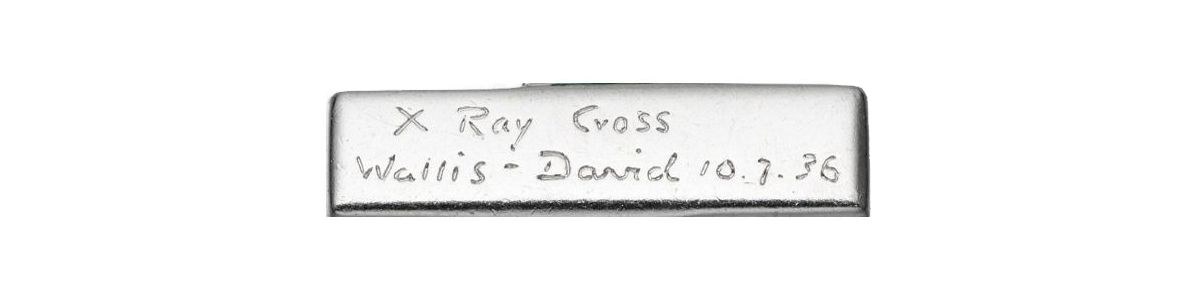 X Ray Cross
Wallis - David 10.7.36